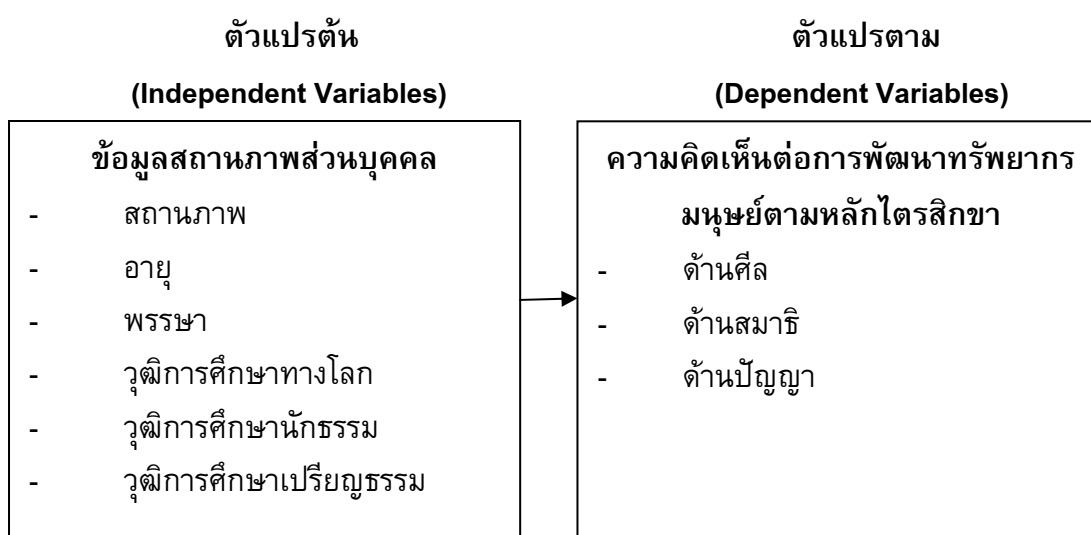 ตัวแปรต้น
(Independent Variables)
ข้อมูลสถานภาพส่วนบุคคล
- สถานภาพ
- อายุ
- พรรษา
- วุฒิการศึกษาทางโลก
- วุฒิการศึกษานักธรรม
- วุฒิการศึกษาเปรียญธรรม
ตัวแปรตาม
(Dependent Variables)
ความคิดเห็นต่อการพัฒนาทรัพยากร
มนุษย์ตามหลักไตรสิกขา
- ด้านศีล
- ด้านสมาธิ
- ด้านปัญญา